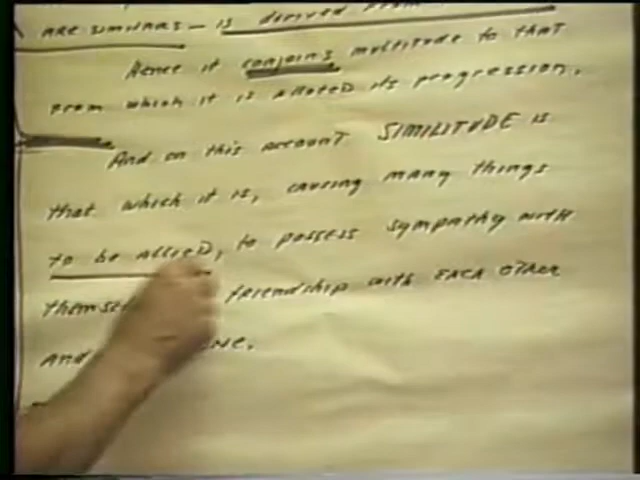 are similars — is derived from
Hence it conjoins multitude to that
from which it is alloted its progression.
And on this account SIMILITUDE is
that which it is, causing many things
to be allieD, to possess sympathy with
friendship with EACH OTHER
and